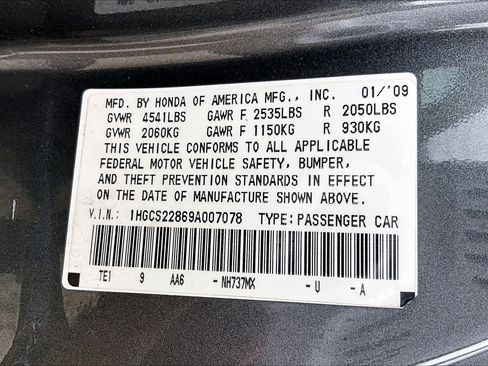 MFD. BY HONDA OF AMERICA MFG., INC. 01/'09
GVWR 4541LBS GAWR F 2535LBS R 2050LBS
GVWR 2060KG GAWR F 1150KG R 930KG
THIS VEHICLE CONFORMS TO ALL APPLICABLE
FEDERAL MOTOR VEHICLE SAFETY, BUMPER,
AND THEFT PREVENTION STANDARDS IN EFFECT
ON THE DATE OF MANUFACTURE SHOWN ABOVE.
V.I.N.: 1HGCS22869A007078 TYPE: PASSENGER CAR
TE1 9 AA6 - NH737MX - U - A